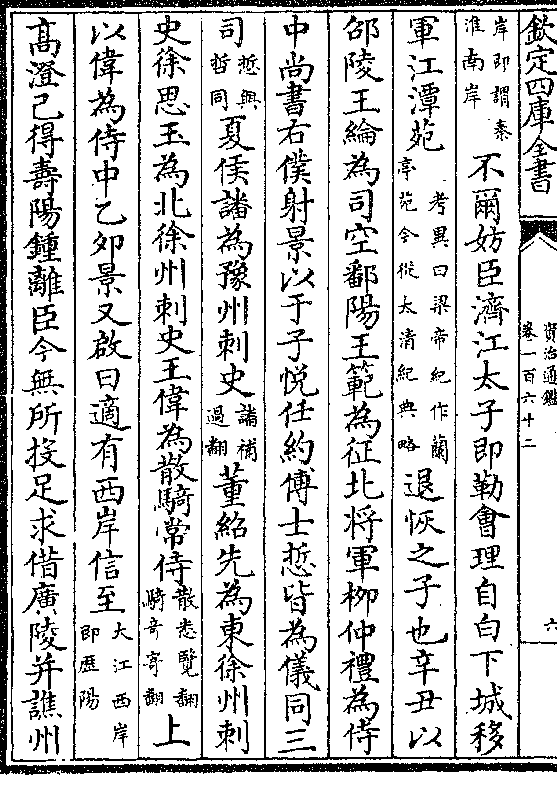 欽定四庫全書
資治通鑑
卷一百六十二
六
岸即謂秦
淮南岸
不爾妨臣濟江太子即勒會理自白下城移
軍江潭苑
考異曰梁帝紀作蘭
亭苑今從太清紀典略
退恢之子也辛丑以
邵陵王綸為司空鄱陽王範為征北將軍柳仲禮為侍
中尚書右僕射景以于子悦任約傅士悊皆為儀同三
司
悊與
哲同
夏侯譒為豫州刺史
譒補
過翻
董紹先為東徐州刺
史徐思玉為北徐州刺史王偉為散騎常侍
散悉覽翻
騎奇寄翻
上
以偉為侍中乙夘景又啟曰適有西岸信至
大江西岸
即歴陽
高澄已得壽陽鍾離臣今無所投足求借廣陵并譙州